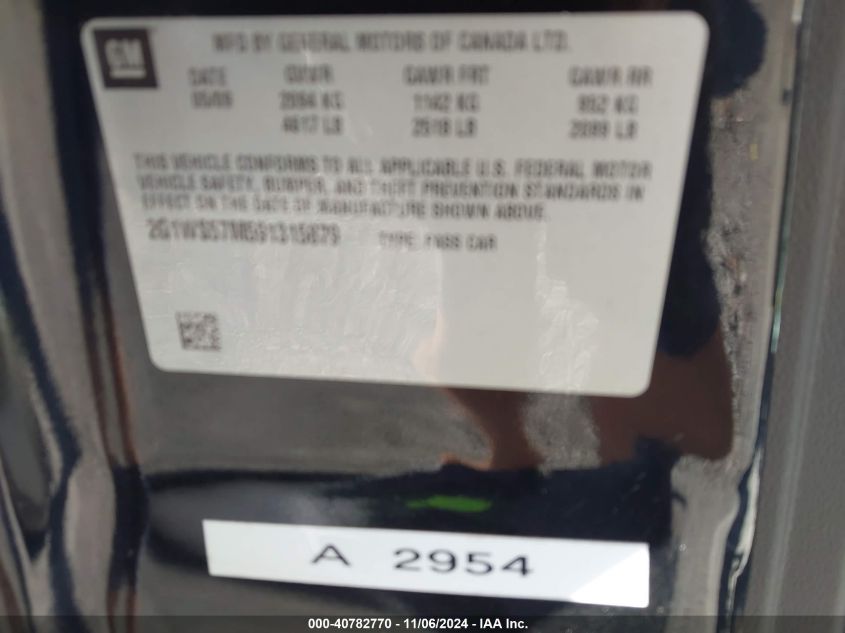 GM
MFD BY GENERAL MOTORS OF CANADA LTD.
DATE GVWR GAWR FRT GAWR RR
05/09 2094 KG 1142 KG 952 KG
4617 LB 2518 LB 2099 LB
THIS VEHICLE CONFORMS TO ALL APPLICABLE U.S. FEDERAL MOTOR
VEHICLE SAFETY, BUMPER, AND THEFT PREVENTION STANDARDS IN
EFFECT ON THE DATE OF MANUFACTURE SHOWN ABOVE.
TYPE: PASS CAR
A 2954
000-40782770 - 11/06/2024 - IAA Inc.